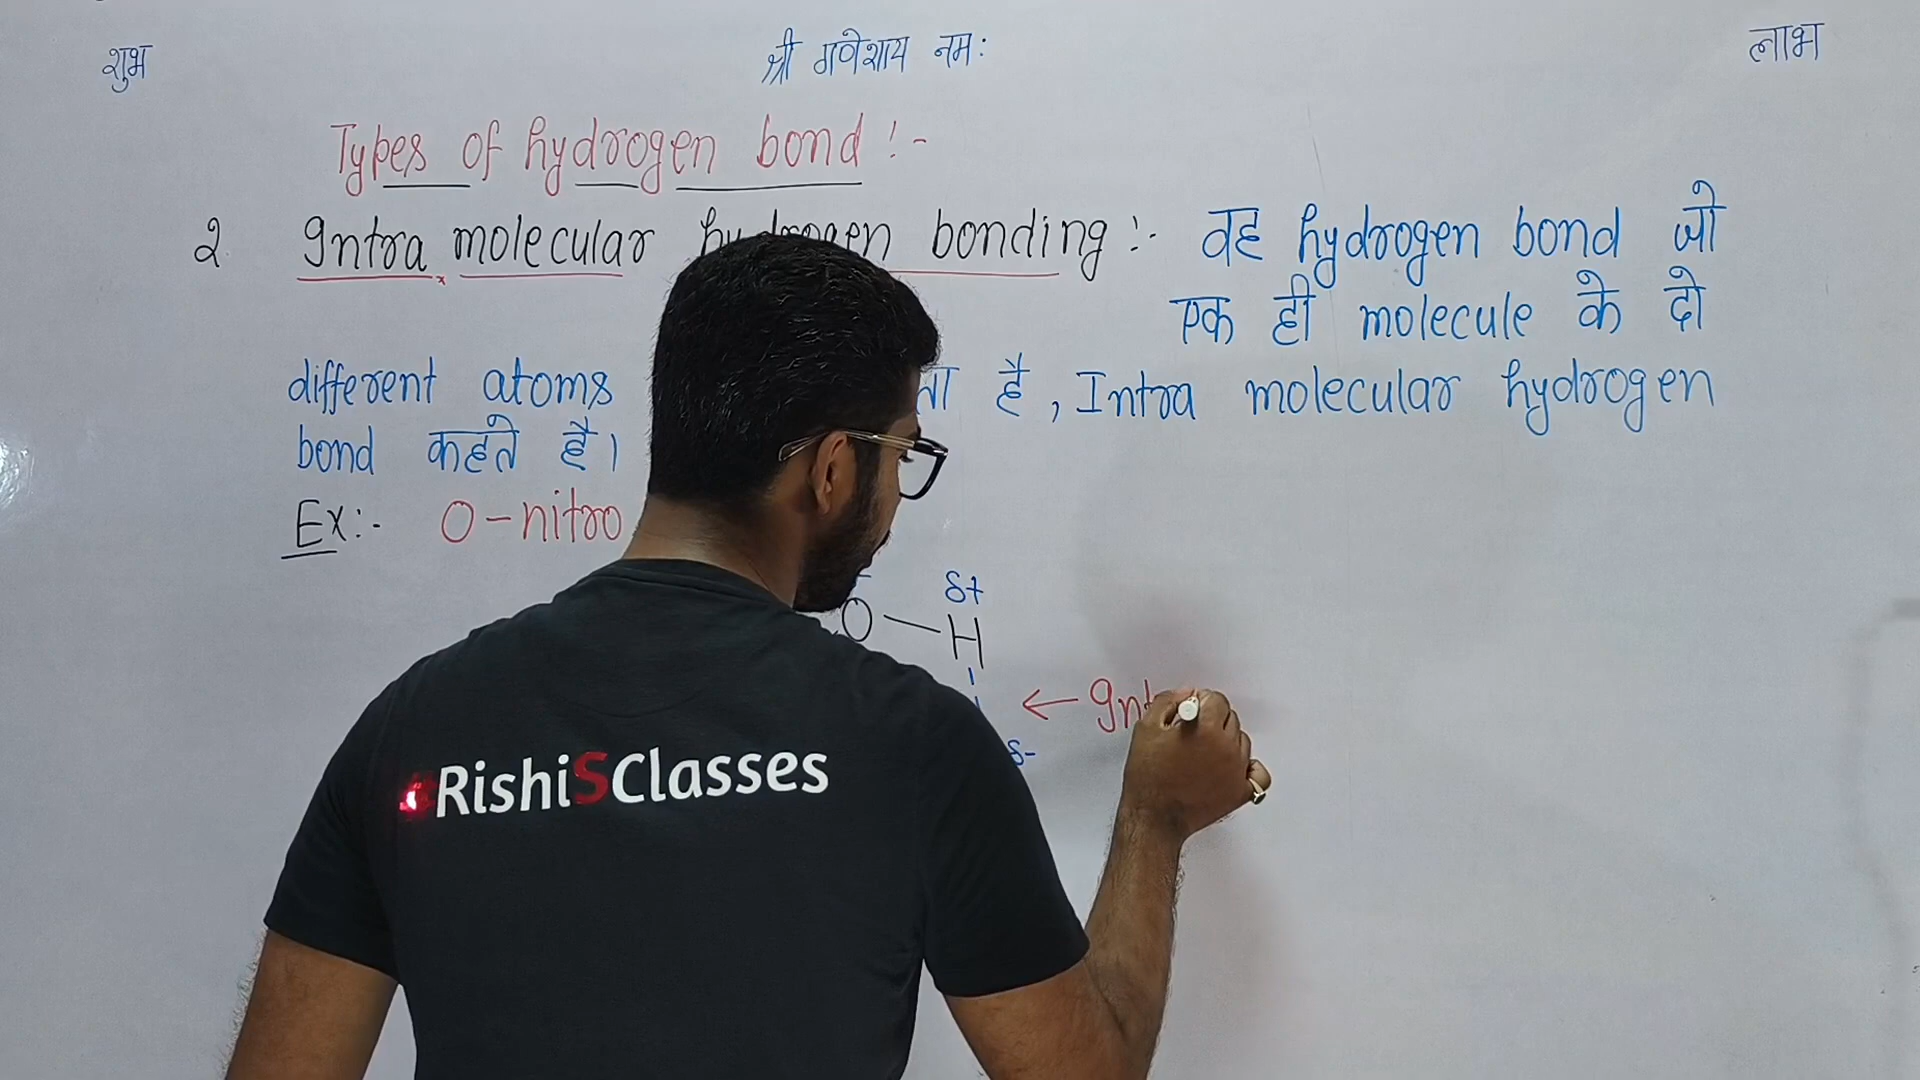 शुभ श्री गणेशाय नमः लाभ
Types of hydrogen bond :-
2. Intra molecular hydrogen bonding :- वह hydrogen bond जो
एक ही molecule के दो
different atoms है, Intra molecular hydrogen
bond कहते है।
Ex:- O-nitro
δ+
O—H
←
δ-
#RishiSClasses